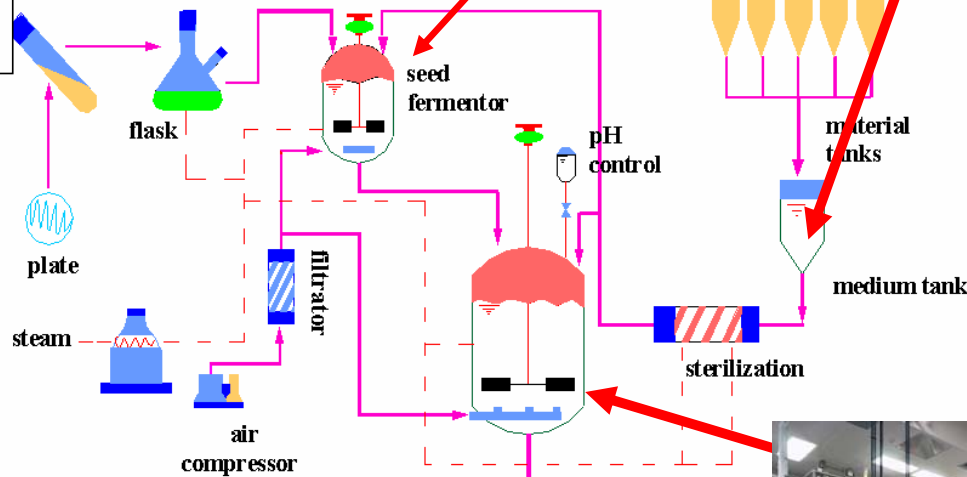 seed
fermentor
flask
pH
control
material
tanks
plate
filtrator
medium tank
steam
sterilization
air
compressor